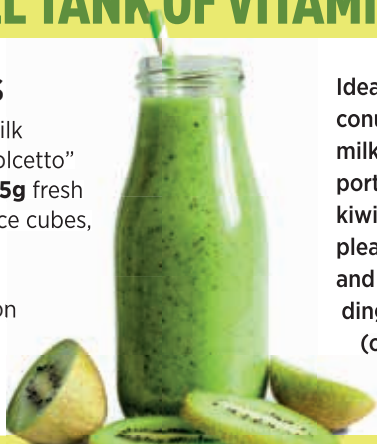 TANK OF VITAMI
s
ilk
olcetto”
5g fresh
ce cubes,
on
Idea
conu
milk
port
kiwi
plea
and
ding
(c